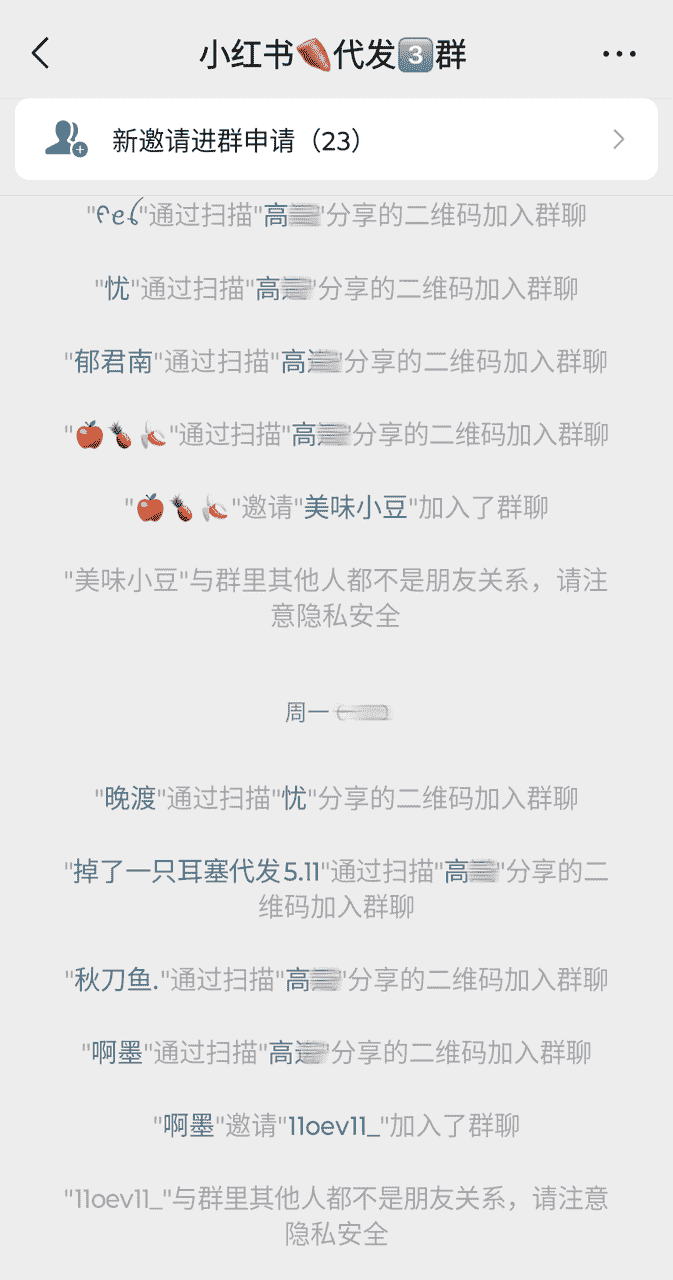 小红书🍠代发3️⃣群
新邀请进群申请（23）
"fel"通过扫描"高"分享的二维码加入群聊
"忧"通过扫描"高"分享的二维码加入群聊
"郁君南"通过扫描"高"分享的二维码加入群聊
"🍎🍍🍌"通过扫描"高"分享的二维码加入群聊
"🍎🍍🍌"邀请"美味小豆"加入了群聊
"美味小豆"与群里其他人都不是朋友关系，请注
意隐私安全
周一
"晚渡"通过扫描"忧"分享的二维码加入群聊
"掉了一只耳塞代发5.11"通过扫描"高"分享的二
维码加入群聊
"秋刀鱼."通过扫描"高"分享的二维码加入群聊
"啊墨"通过扫描"高"分享的二维码加入群聊
"啊墨"邀请"11oev11_"加入了群聊
"11oev11_"与群里其他人都不是朋友关系，请注意
隐私安全